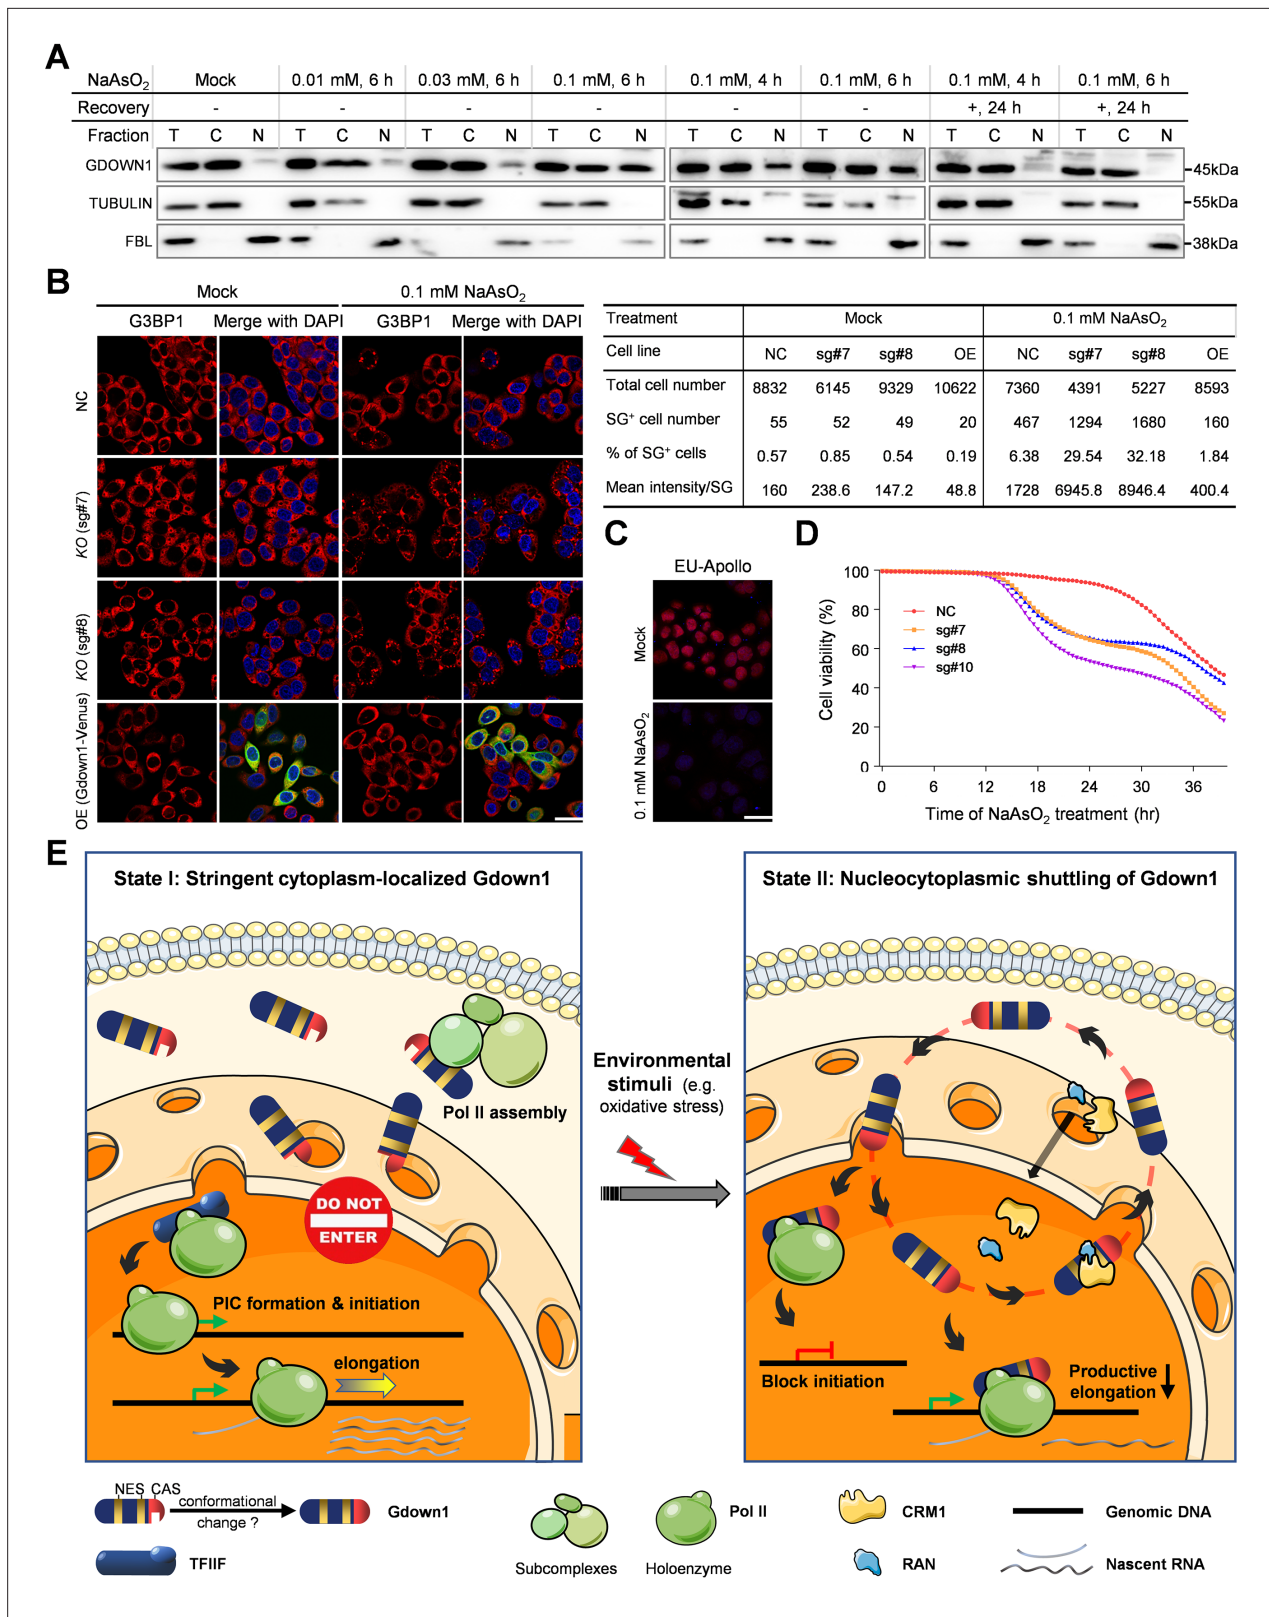 A
NaAsO2 Mock 0.01 mM, 6 h 0.03 mM, 6 h 0.1 mM, 6 h 0.1 mM, 4 h 0.1 mM, 6 h 0.1 mM, 4 h 0.1 mM, 6 h
Recovery - - - - - - +, 24 h +, 24 h
Fraction T C N T C N T C N T C N T C N T C N T C N T C N
GDOWN1 45kDa
TUBULIN 55kDa
FBL 38kDa
B
Mock 0.1 mM NaAsO2
G3BP1 Merge with DAPI G3BP1 Merge with DAPI
NC
KO (sg#7)
KO (sg#8)
OE (Gdown1-Venus)
Treatment Mock 0.1 mM NaAsO2
Cell line NC sg#7 sg#8 OE NC sg#7 sg#8 OE
Total cell number 8832 6145 9329 10622 7360 4391 5227 8593
SG+ cell number 55 52 49 20 467 1294 1680 160
% of SG+ cells 0.57 0.85 0.54 0.19 6.38 29.54 32.18 1.84
Mean intensity/SG 160 238.6 147.2 48.8 1728 6945.8 8946.4 400.4
C
EU-Apollo
Mock
0.1 mM NaAsO2
D
Cell viability (%)
100
80
60
40
20
0
NC
sg#7
sg#8
sg#10
0 6 12 18 24 30 36
Time of NaAsO2 treatment (hr)
E
State I: Stringent cytoplasm-localized Gdown1
Pol II assembly
DO NOT
ENTER
PIC formation & initiation
elongation
Environmental
stimuli (e.g.
oxidative stress)
State II: Nucleocytoplasmic shuttling of Gdown1
Block initiation
Productive
elongation
NES CAS
conformational
change ?
Gdown1
TFIIF
Subcomplexes
Holoenzyme
Pol II
CRM1
RAN
Genomic DNA
Nascent RNA